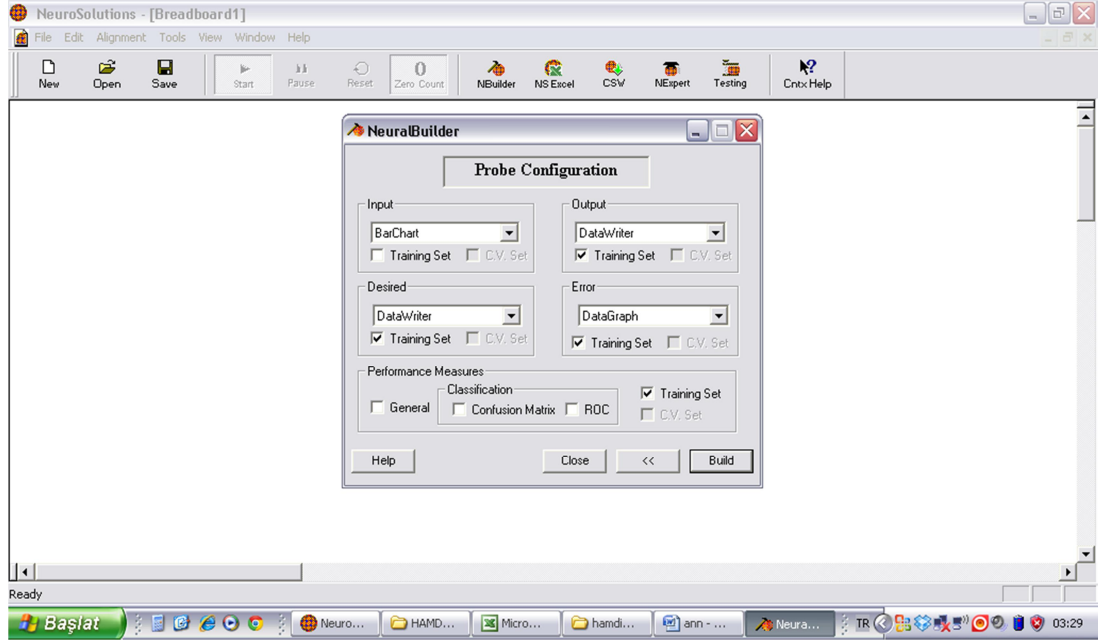 NeuroSolutions - [Breadboard1]
File Edit Alignment Tools View Window Help
New Open Save Start Pause Reset 0 Zero Count NBuilder NS Excel CSW NExpert Testing Cntx Help
NeuralBuilder
Probe Configuration
Input Output
BarChart DataWriter
Training Set C.V. Set Training Set C.V. Set
Desired Error
DataWriter DataGraph
Training Set C.V. Set Training Set C.V. Set
Performance Measures
Classification
General Confusion Matrix ROC Training Set
C.V. Set
Help Close << Build
Ready
Başlat Neuro... HAMD... Micro... hamdi... ann - ... Neura... TR 03:29